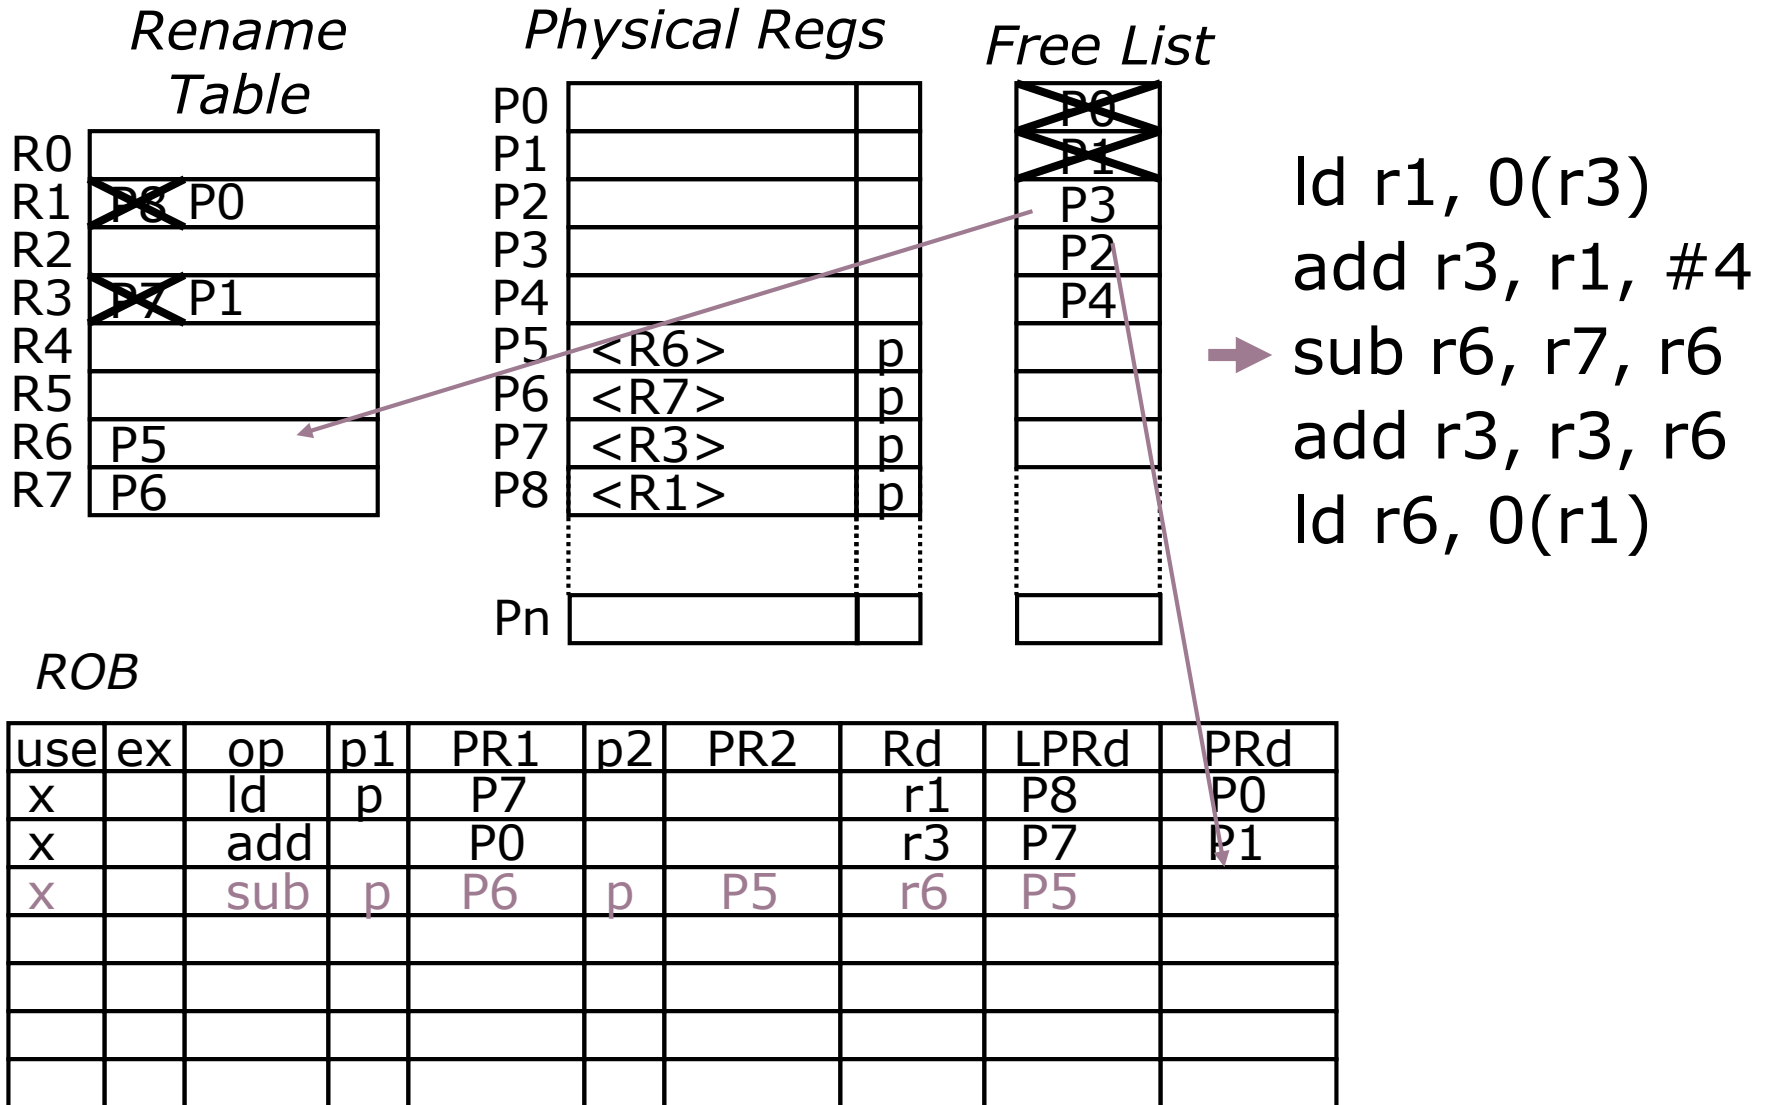 Rename
Table
R0
R1 P8 P0
R2
R3 P7 P1
R4
R5
R6 P5
R7 P6
Physical Regs
P0
P1
P2
P3
P4
P5 <R6> p
P6 <R7> p
P7 <R3> p
P8 <R1> p
Pn
Free List
P0
P1
P3
P2
P4
ld r1, 0(r3)
add r3, r1, #4
sub r6, r7, r6
add r3, r3, r6
ld r6, 0(r1)
ROB
use ex op p1 PR1 p2 PR2 Rd LPRd PRd
x ld p P7 r1 P8 P0
x add P0 r3 P7 P1
x sub p P6 p P5 r6 P5